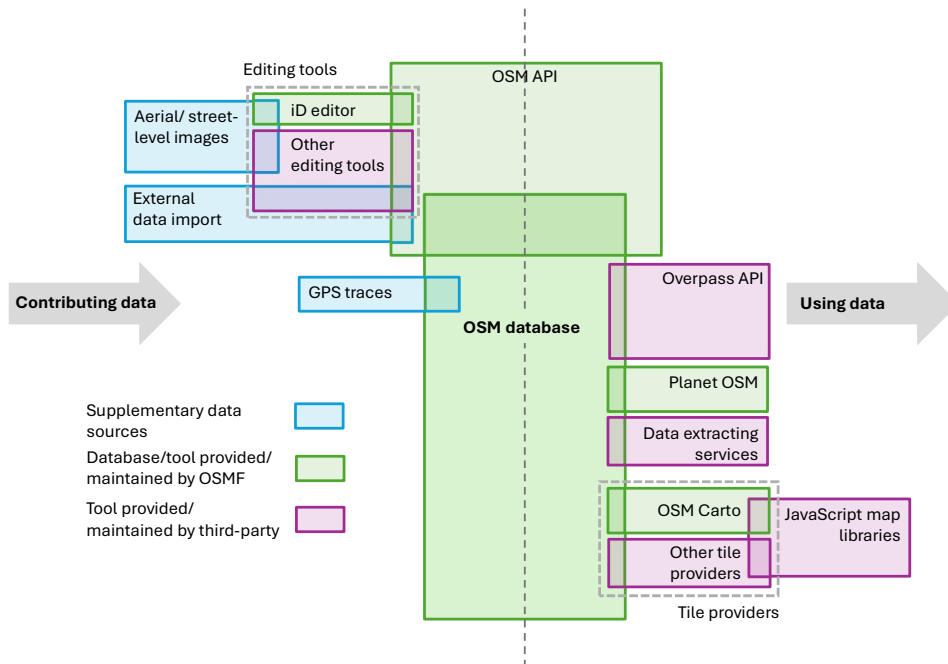 Editing tools
OSM API
iD editor
Aerial/ street-
level images
Other
editing tools
External
data import
Overpass API
GPS traces
Contributing data
Using data
OSM database
Planet OSM
Supplementary data
sources
Data extracting
services
Database/tool provided/
maintained by OSMF
Tool provided/
maintained by third-party
OSM Carto
JavaScript map
libraries
Other tile
providers
Tile providers